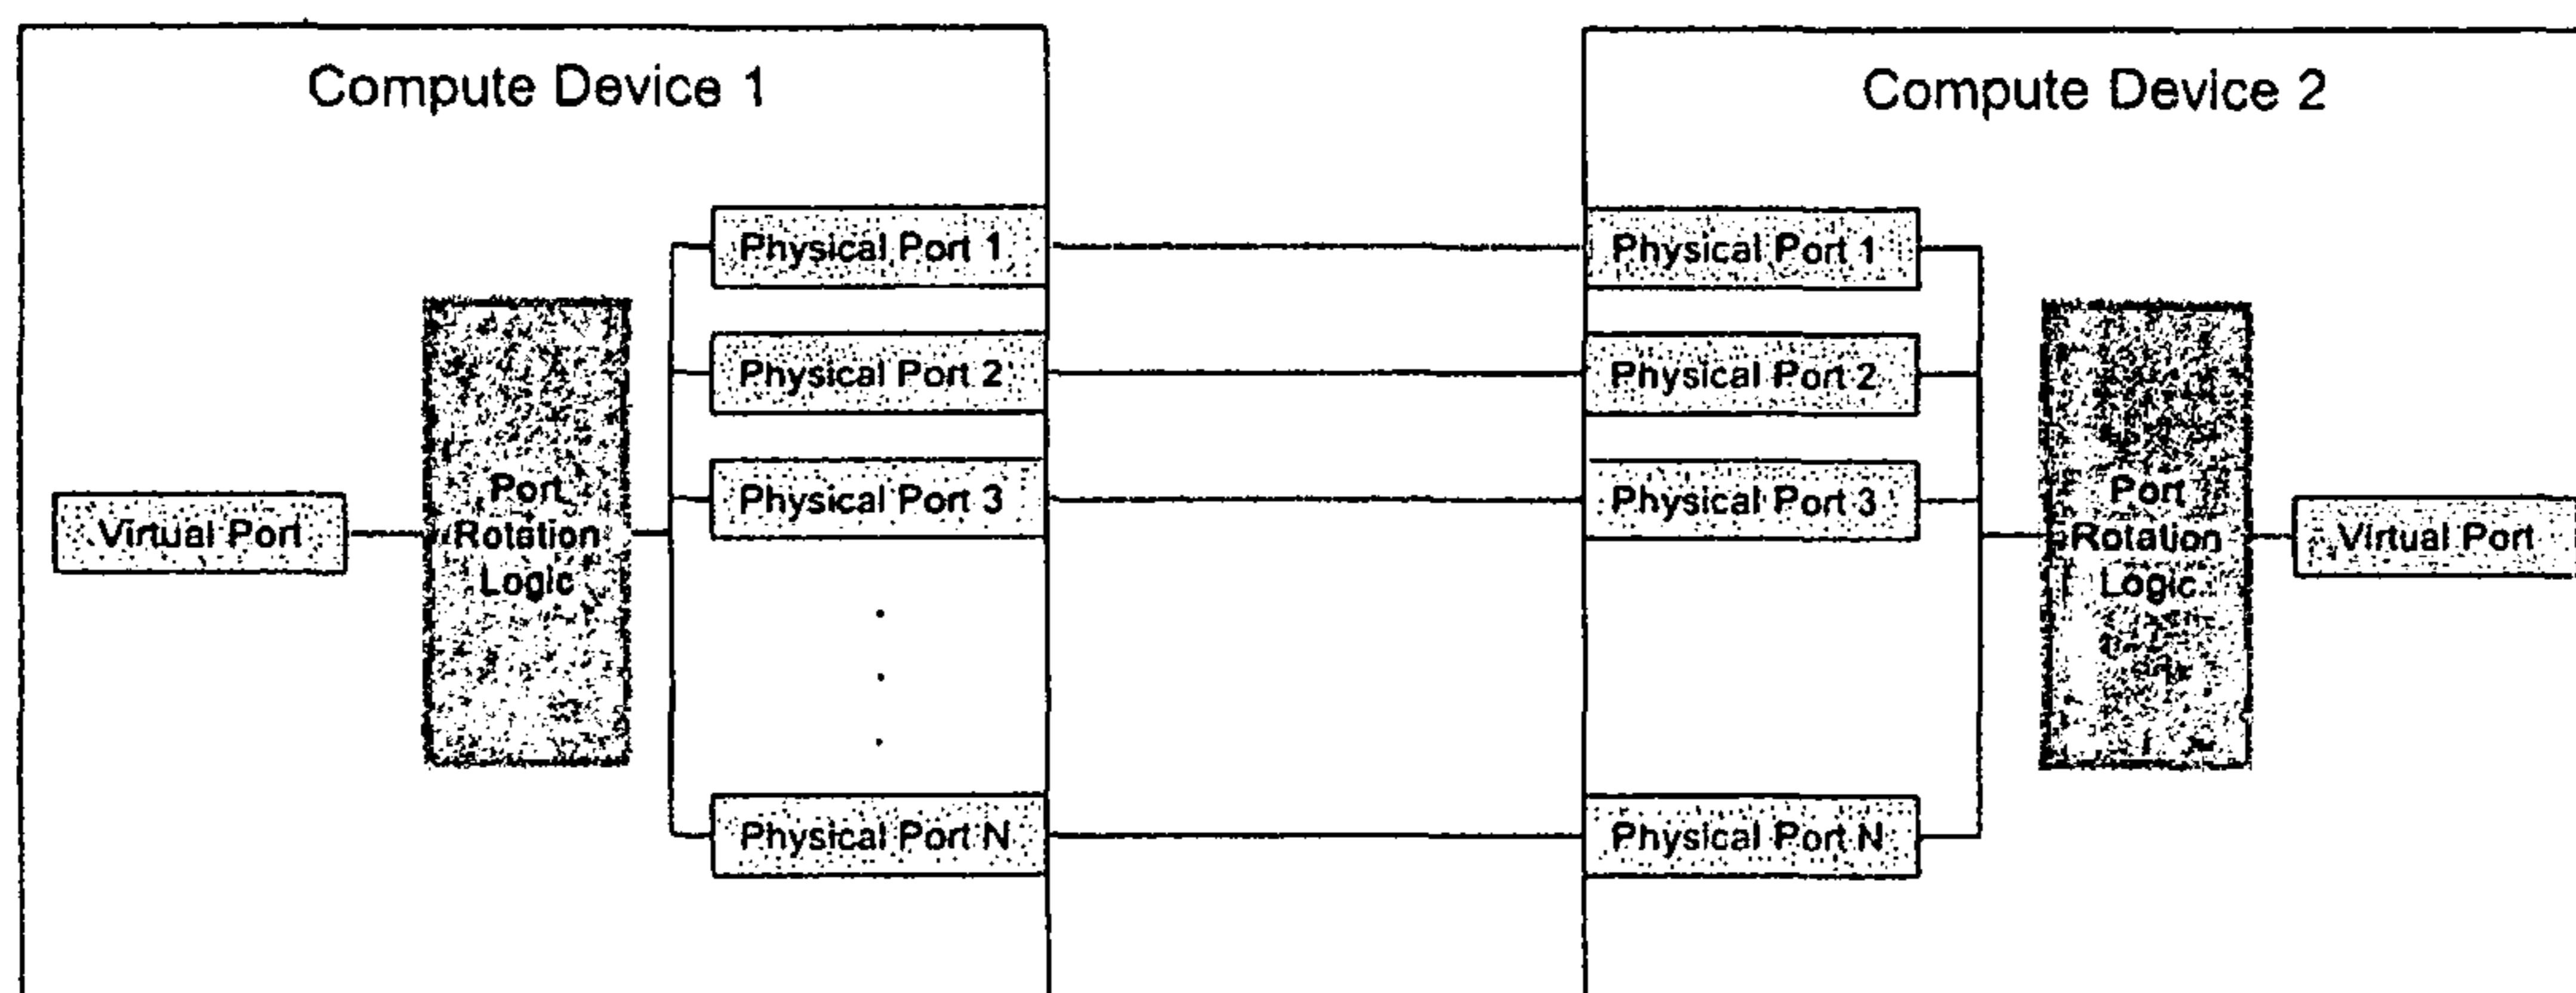 Compute Device 1
Compute Device 2
Physical Port 1
Physical Port 1
Physical Port 2
Physical Port 2
Physical Port 3
Physical Port 3
Virtual Port
Port
Rotation
Logic
Port
Rotation
Logic
Virtual Port
Physical Port N
Physical Port N